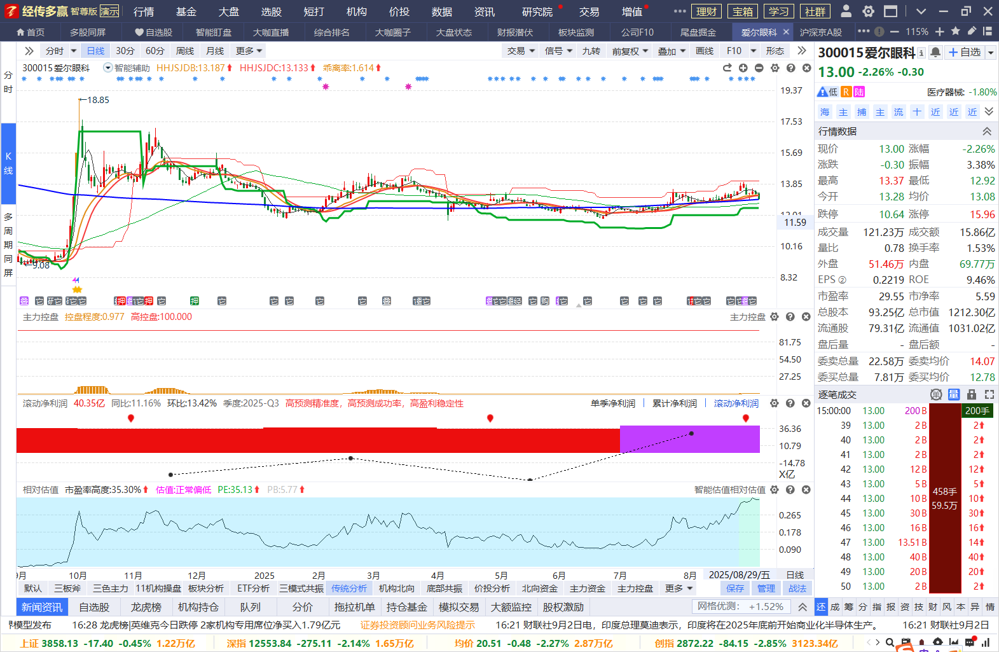 经传多赢 智尊版 演示 行情 基金 大盘 选股 短打 机构 价投 数据 资讯 研究院 交易 增值 理财 宝箱 学习 社群
首页 多股同屏 自选股 智能盯盘 大咖直播 综合排名 大咖圈子 大盘状态 财报潜伏 板块监测 公司F10 尾盘掘金 爱尔眼科 沪深京A股 115%
分时 日线 30分 60分 周线 月线 更多 交易 信号 九转 前复权 叠加 画线 F10 形态
300015 爱尔眼科 智能辅助 HHJSJDB:13.187 HHJSJDC:13.133 乖离率:1.614
分时
K线
多周期同屏
18.85
9.08
19.37
17.53
15.69
13.85
12.01
11.59
10.16
8.32
主力控盘 控盘程度:0.977 高控盘:100.000 主力控盘
81.75
54.50
27.25
滚动净利润 40.35亿 同比:11.16% 环比:13.42% 季度:2025-Q3 高预测精准度，高预测成功率，高盈利稳定性 单季净利润 累计净利润 滚动净利润
36.36
10.79
-14.78
X亿
相对估值 市盈率高度:35.30% 估值:正常偏低 PE:35.13 PB:5.77 智能估值相对估值
0.265
0.178
0.090
月 10月 11月 12月 2025 2月 3月 4月 5月 6月 7月 8月 2025/08/29/五 日线
默认 三板斧 三色主力 11机构操盘 板块分析 ETF分析 三模式共振 传统分析 机构北向 底部共振 价投分析 北向资金 主力资金 主力控盘 更多 保存 管理 战法
新闻资讯 自选股 龙虎榜 机构持仓 队列 分价 拖拉机单 持仓基金 模拟交易 大额监控 股权激励 网格优测: +1.52%
模型发布 16:28 龙虎榜|英维克今日跌停 2家机构专用席位净买入1.79亿元 证券投资顾问业务风险提示 16:21 财联社9月2日电，印度总理莫迪表示，印度将在2025年底前开始商业化半导体生产。 16:21 财联社9月2日
上证 3858.13 -17.40 -0.45% 1.22万亿 深指 12553.84 -275.11 -2.14% 1.65万亿 均价 20.51 -0.48 -2.27% 2.87万亿 创指 2872.22 -84.15 -2.85% 3123.34亿
300015爱尔眼科 自选
13.00 -2.26% -0.30
低 R 陆 医疗器械: -1.80%
海 主 捕 主 流 十 近 近 近
行情数据
现价 13.00 涨幅 -2.26%
涨跌 -0.30 振幅 3.38%
最高 13.37 最低 12.92
今开 13.28 均价 13.08
跌停 10.64 涨停 15.96
成交量 121.23万 成交额 15.86亿
量比 0.78 换手率 1.53%
外盘 51.46万 内盘 69.77万
EPS ② 0.2219 ROE 9.46%
市盈率 29.55 市净率 5.59
总股本 93.25亿 总市值 1212.30亿
流通股 79.31亿 流通值 1031.02亿
盘后量 - 盘后额 -
委卖总量 22.58万 委卖均价 14.07
委买总量 7.81万 委买均价 12.78
逐笔成交 单 量
15:00:00 13.00 200 B 200手
39 13.00 2 B 2
40 13.00 2 B 2
41 13.00 2 B 2
42 13.00 12 B 12
43 13.00 5 B 5
44 13.00 10 B 10
45 13.00 30 B 30
46 13.00 16 B 16
47 13.00 13.51 B 14
48 13.00 40 B 40
49 13.00 20 B 20
50 13.00 2 B 2
458手
59.5万
还 成 筹 分 指 报 资 技 财 风 本 异 情